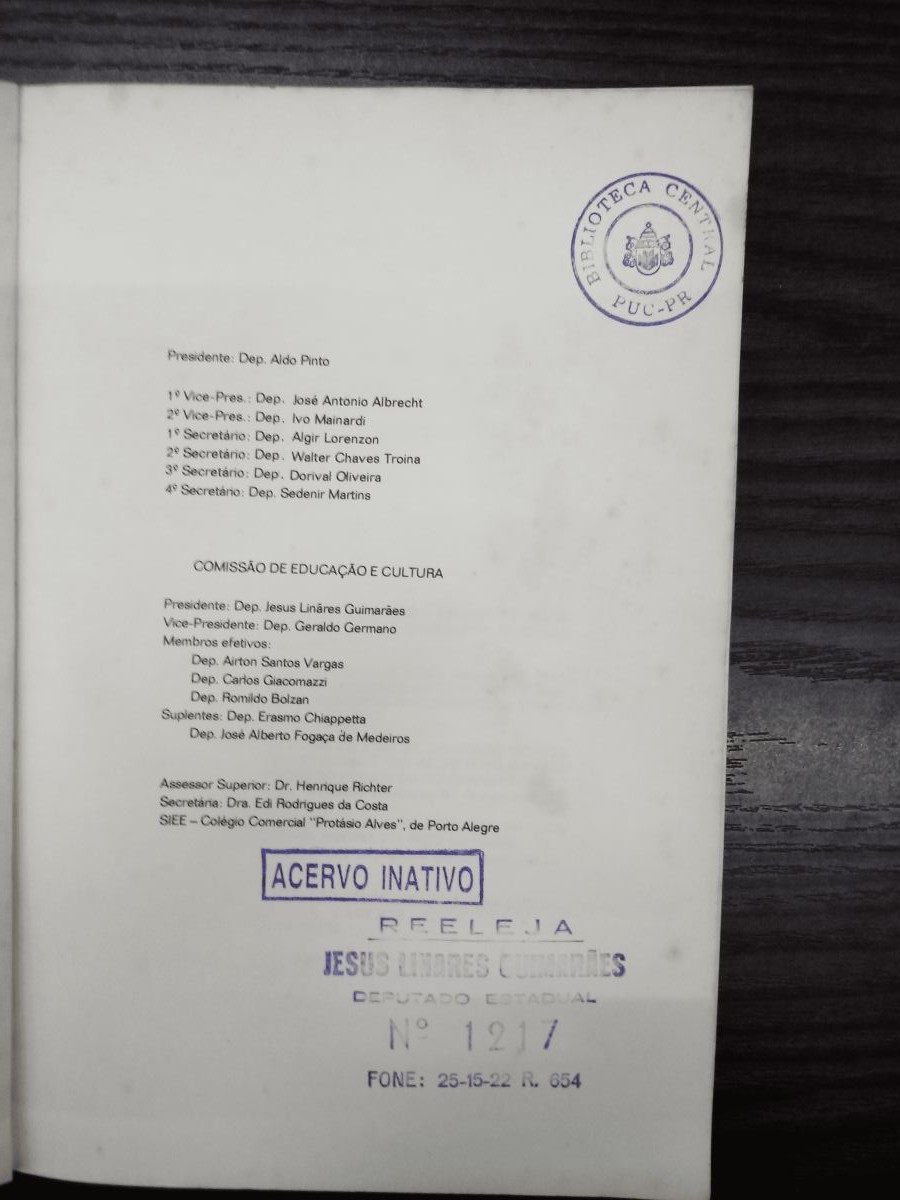 BIBLIOTECA CENTRAL
PUC-PR
Presidente: Dep. Aldo Pinto
1º Vice-Pres.: Dep. José Antonio Albrecht
2º Vice-Pres.: Dep. Ivo Mainardi
1º Secretário: Dep. Algir Lorenzon
2º Secretário: Dep. Walter Chaves Troina
3º Secretário: Dep. Dorival Oliveira
4º Secretário: Dep. Sedenir Martins
COMISSÃO DE EDUCAÇÃO E CULTURA
Presidente: Dep. Jesus Linãres Guimarães
Vice-Presidente: Dep. Geraldo Germano
Membros efetivos:
Dep. Airton Santos Vargas
Dep. Carlos Giacomazzi
Dep. Romildo Bolzan
Suplentes: Dep. Erasmo Chiappetta
Dep. José Alberto Fogaça de Medeiros
Assessor Superior: Dr. Henrique Richter
Secretária: Dra. Edi Rodrigues da Costa
SIEE – Colégio Comercial "Protásio Alves", de Porto Alegre
ACERVO INATIVO
REELEJA
JESUS LINARES GUIMARÃES
DEPUTADO ESTADUAL
Nº 1217
FONE: 25-15-22 R. 654